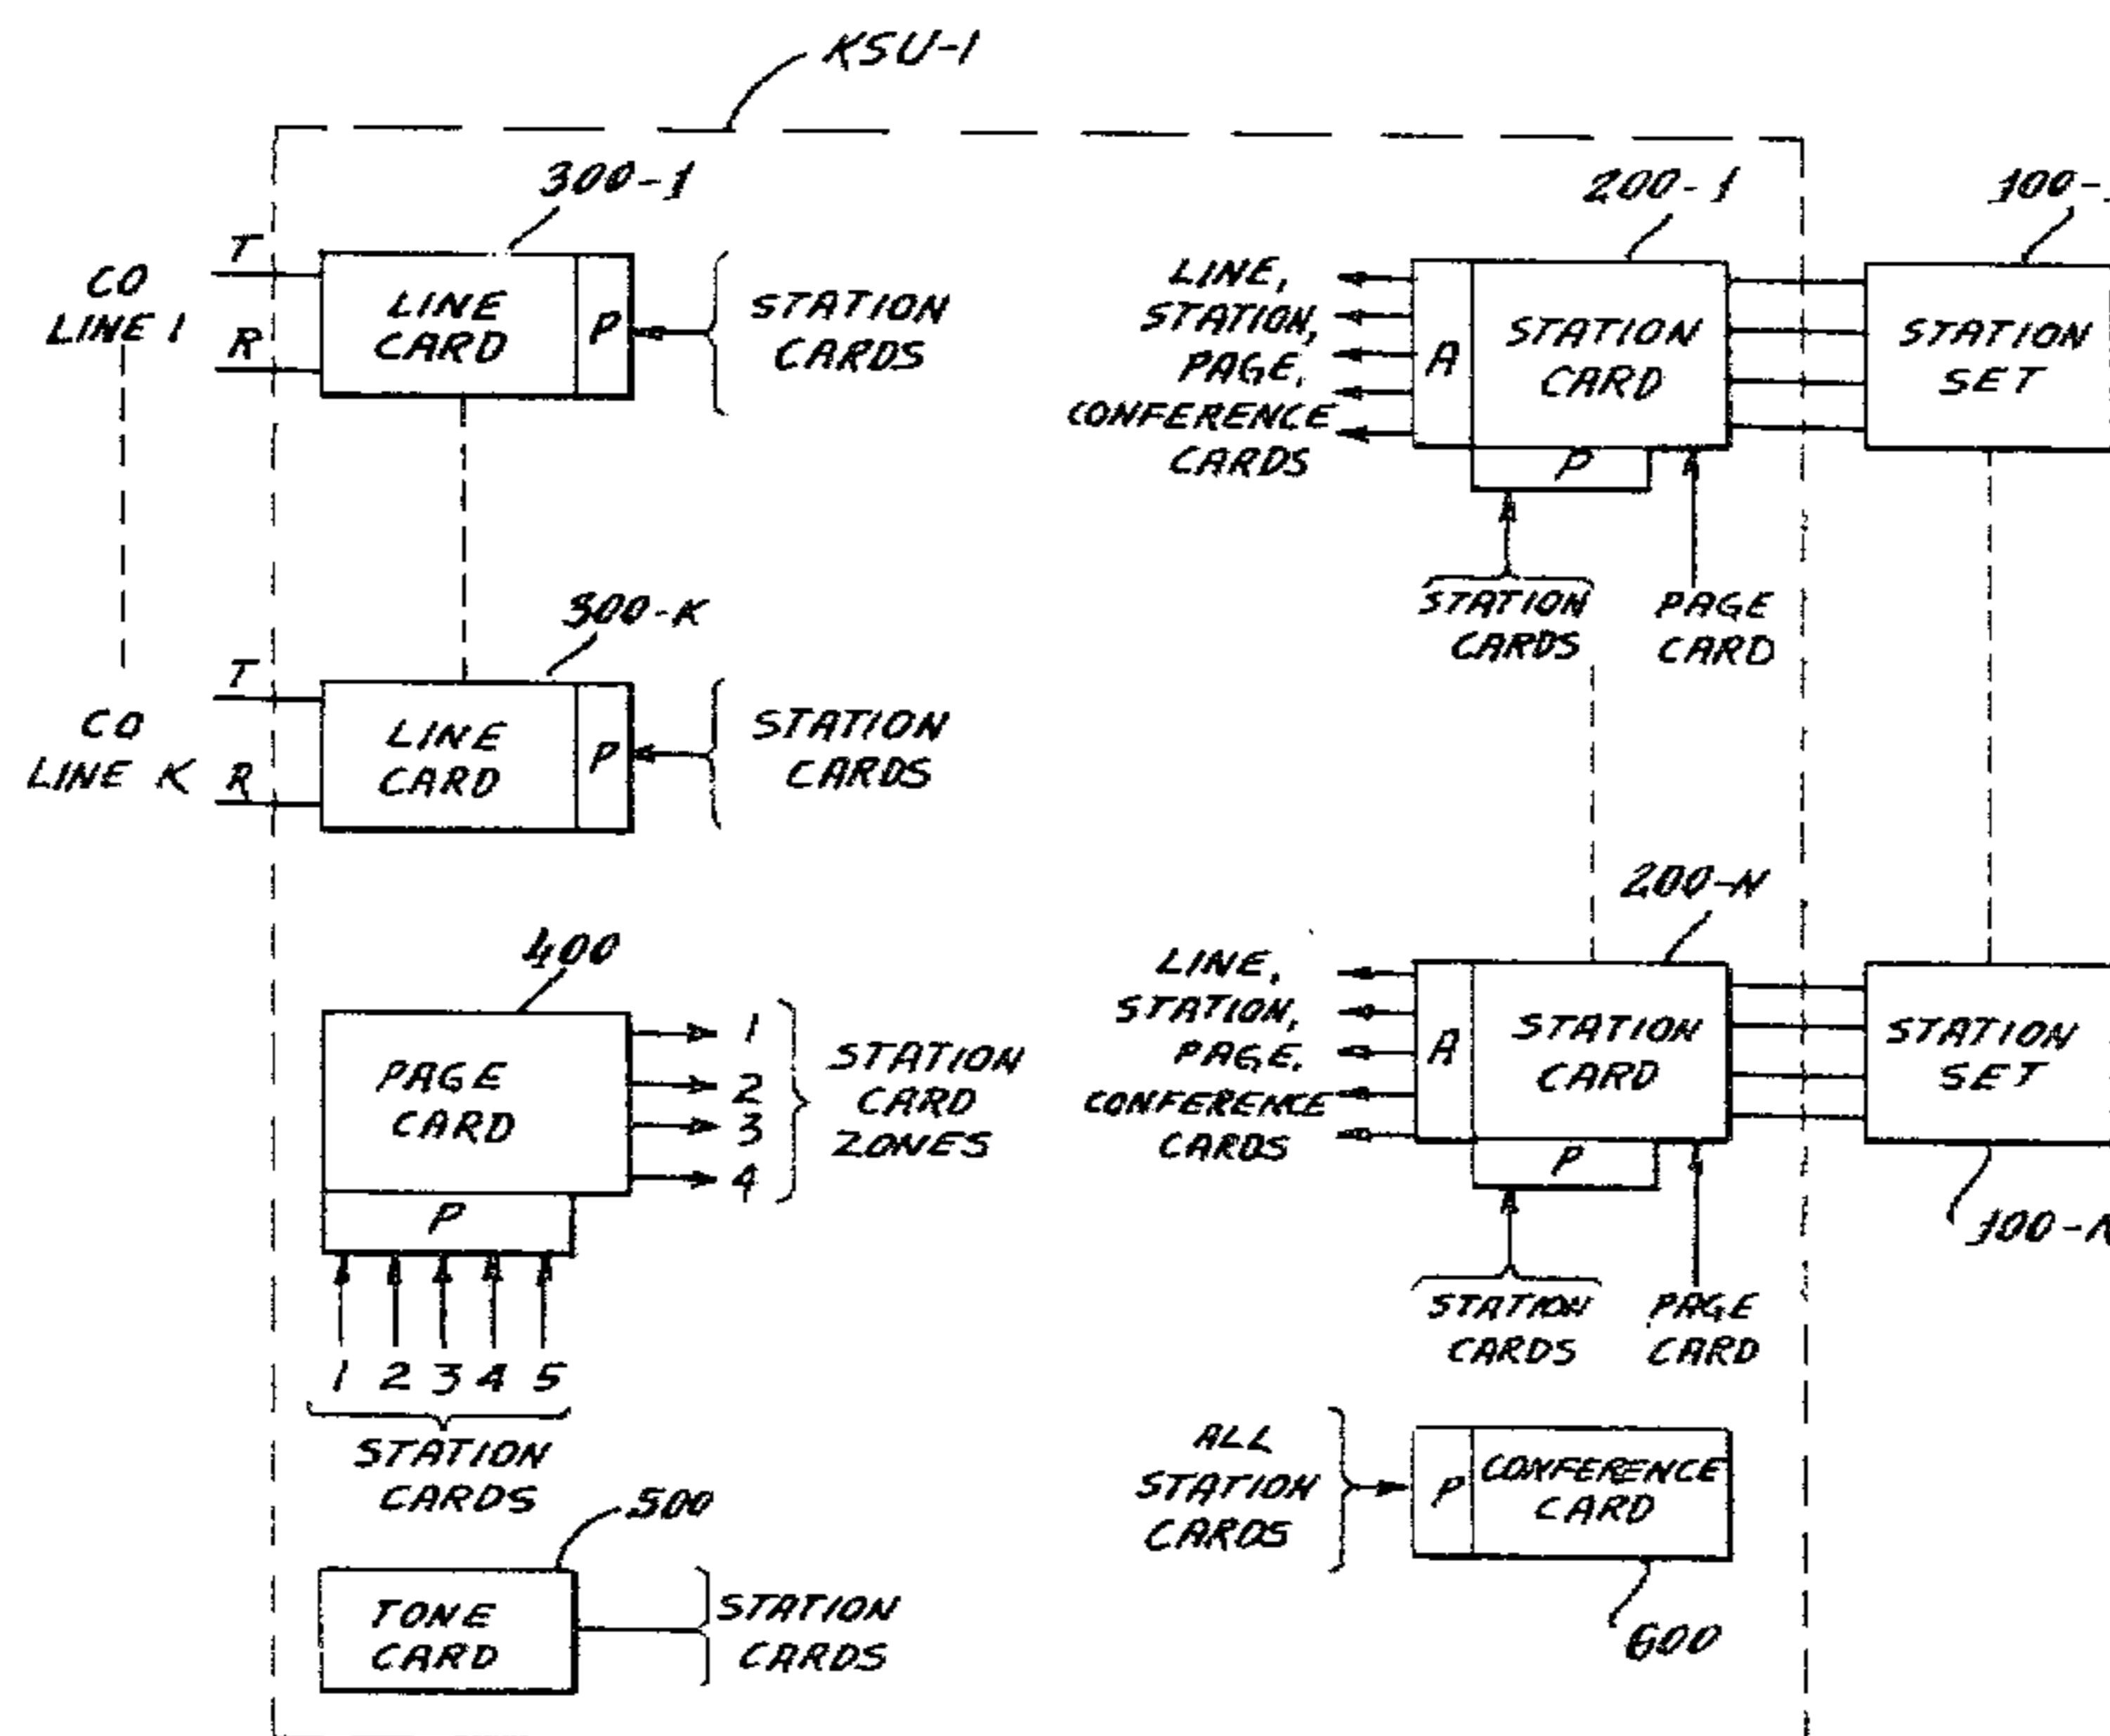 KSU-1
300-1
200-1
T
CO
LINE 1
R
LINE
CARD
P
STATION
CARDS
LINE,
STATION,
PAGE,
CONFERENCE
CARDS
A
STATION
CARD
P
STATION
SET
STATION
CARDS
PAGE
CARD
300-K
T
CO
LINE K
R
LINE
CARD
P
STATION
CARDS
200-N
400
PAGE
CARD
P
1
2
3
4
STATION
CARD
ZONES
1 2 3 4 5
STATION
CARDS
LINE,
STATION,
PAGE.
CONFERENCE
CARDS
A
STATION
CARD
P
STATION
SET
STATION
CARDS
PAGE
CARD
500
TONE
CARD
STATION
CARDS
ALL
STATION
CARDS
P
CONFERENCE
CARD
600